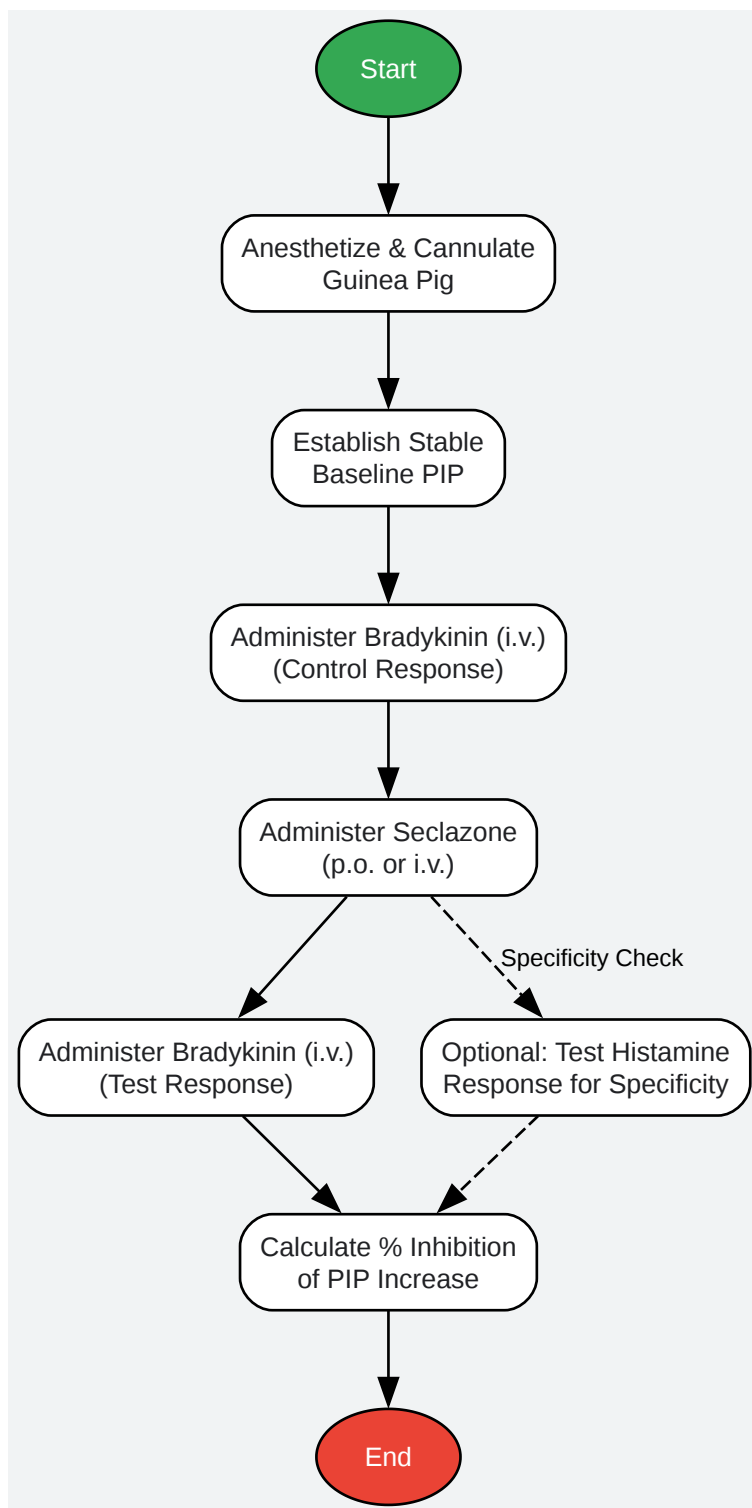 Start
Anesthetize & Cannulate
Guinea Pig
Establish Stable
Baseline PIP
Administer Bradykinin (i.v.)
(Control Response)
Administer Seclazone
(p.o. or i.v.)
Specificity Check
Administer Bradykinin (i.v.)
(Test Response)
Optional: Test Histamine
Response for Specificity
Calculate % Inhibition
of PIP Increase
End